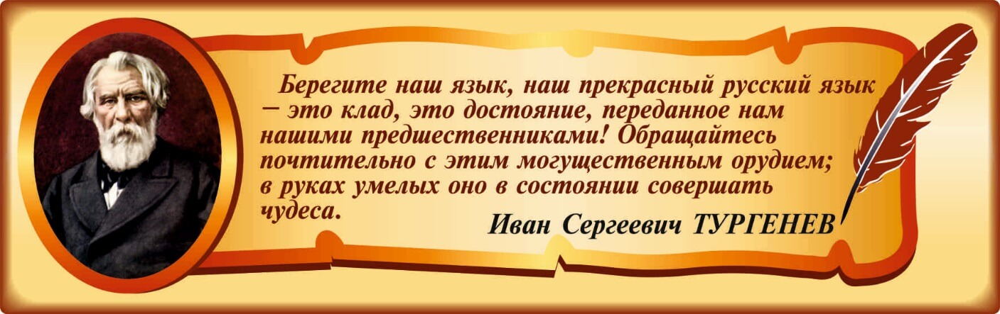 Берегите наш язык, наш прекрасный русский язык
– это клад, это достояние, переданное нам
нашими предшественниками! Обращайтесь
почтительно с этим могущественным орудием;
в руках умелых оно в состоянии совершать
чудеса.
Иван Сергеевич ТУРГЕНЕВ